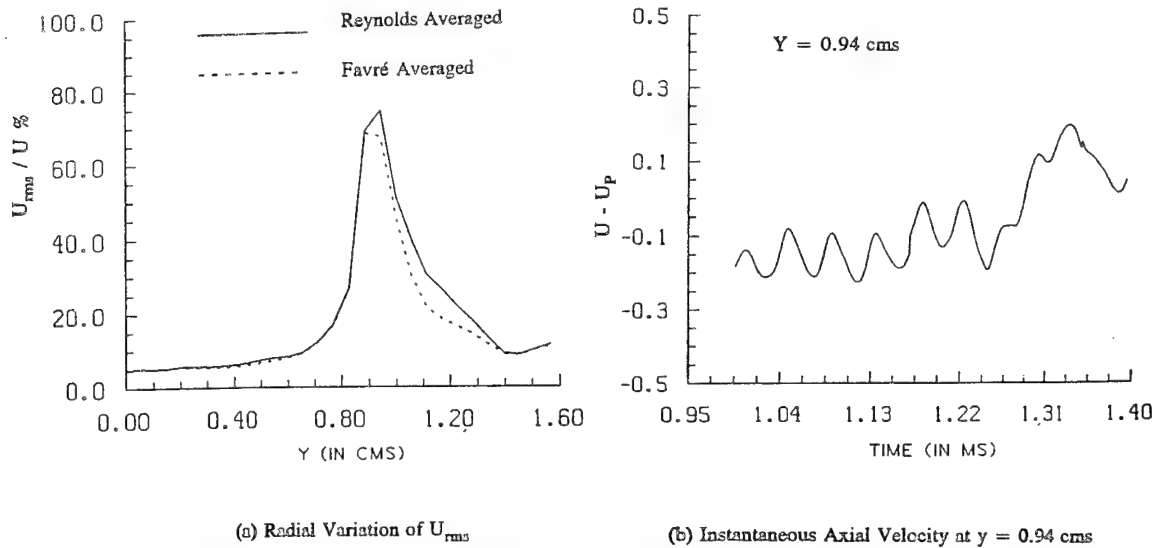 100.0
80.0
60.0
40.0
20.0
0.0
U_rms / U %
Reynolds Averaged
Favré Averaged
0.00 0.40 0.80 1.20 1.60
Y (IN CMS)
(a) Radial Variation of U_rms
0.5
0.3
0.1
-0.1
-0.3
-0.5
U - U_P
Y = 0.94 cms
0.95 1.04 1.13 1.22 1.31 1.40
TIME (IN MS)
(b) Instantaneous Axial Velocity at y = 0.94 cms